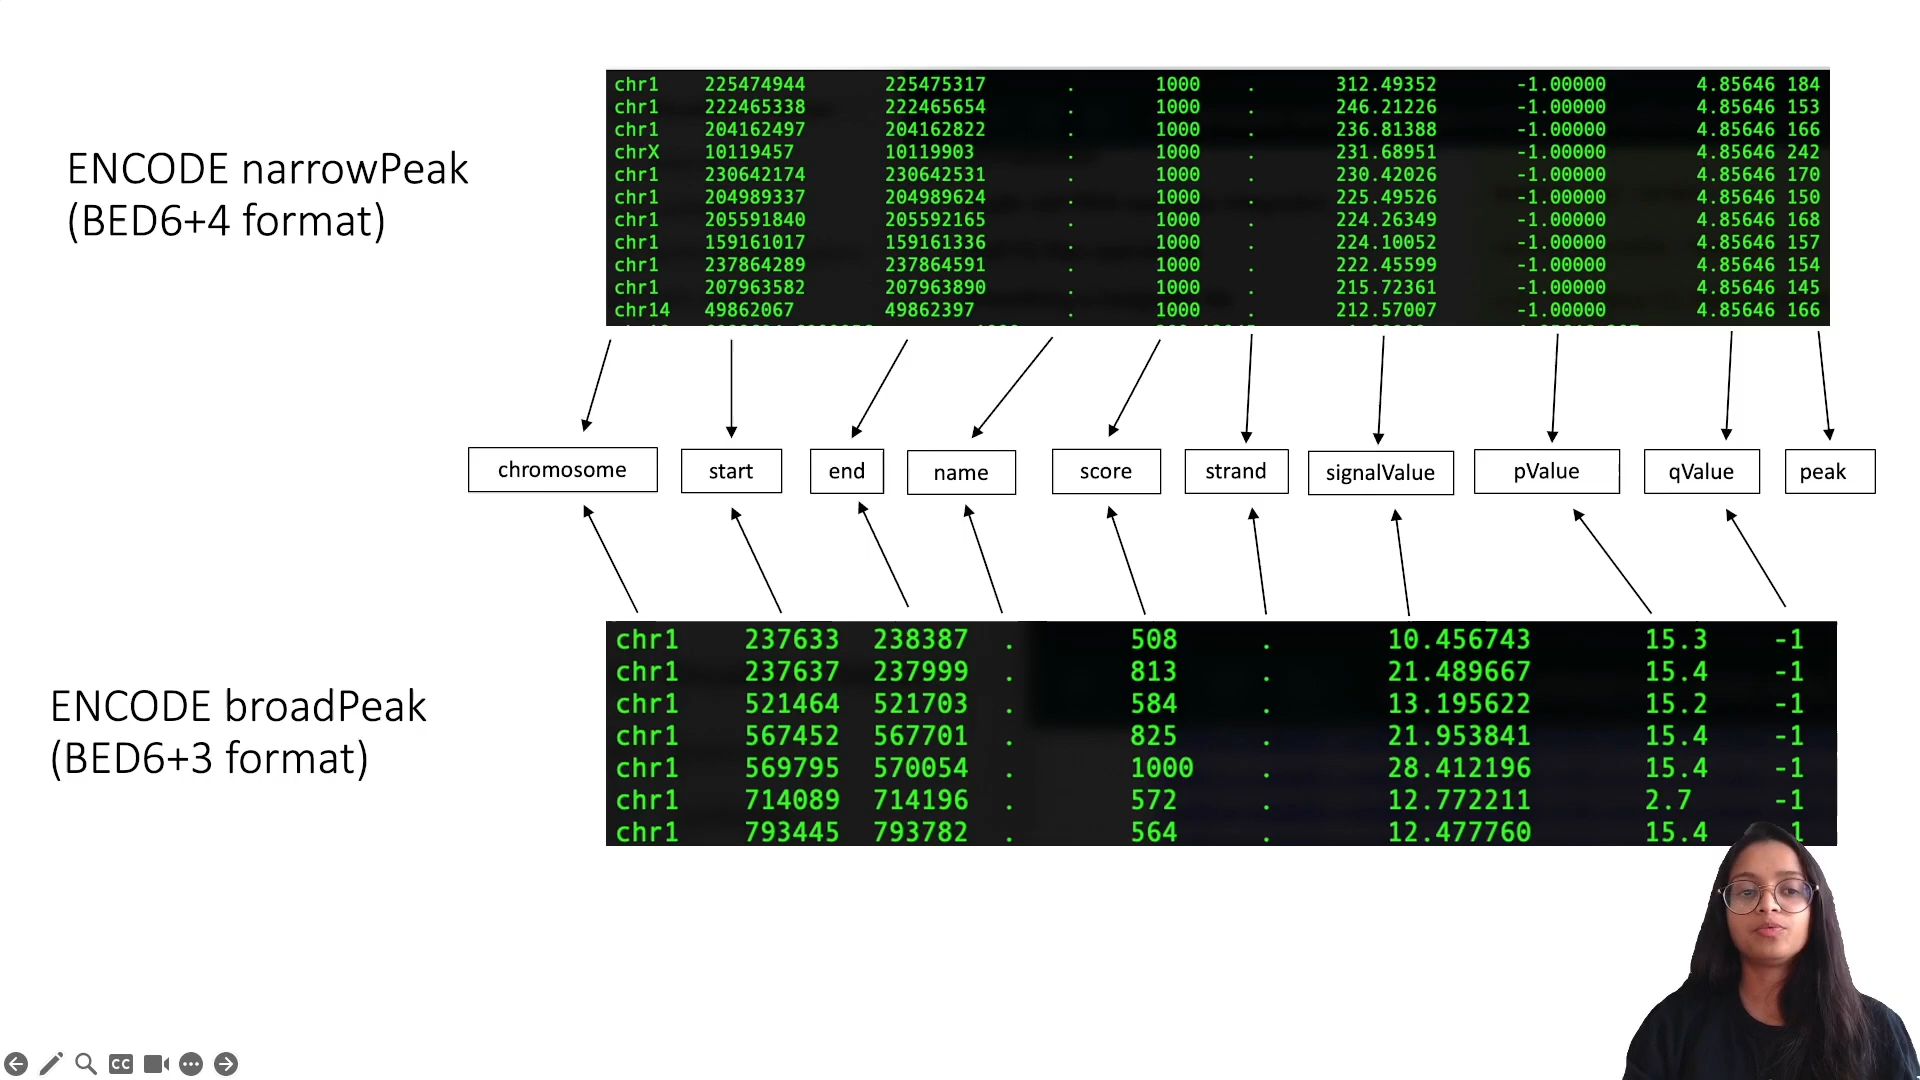 chr1 225474944 225475317 . 1000 . 312.49352 -1.00000 4.85646 184
chr1 222465338 222465654 . 1000 . 246.21226 -1.00000 4.85646 153
chr1 204162497 204162822 . 1000 . 236.81388 -1.00000 4.85646 166
chrX 10119457 10119903 . 1000 . 231.68951 -1.00000 4.85646 242
chr1 230642174 230642531 . 1000 . 230.42026 -1.00000 4.85646 170
chr1 204989337 204989624 . 1000 . 225.49526 -1.00000 4.85646 150
chr1 205591840 205592165 . 1000 . 224.26349 -1.00000 4.85646 168
chr1 159161017 159161336 . 1000 . 224.10052 -1.00000 4.85646 157
chr1 237864289 237864591 . 1000 . 222.45599 -1.00000 4.85646 154
chr1 207963582 207963890 . 1000 . 215.72361 -1.00000 4.85646 145
chr14 49862067 49862397 . 1000 . 212.57007 -1.00000 4.85646 166
ENCODE narrowPeak
(BED6+4 format)
chromosome start end name score strand signalValue pValue qValue peak
chr1 237633 238387 . 508 . 10.456743 15.3 -1
chr1 237637 237999 . 813 . 21.489667 15.4 -1
chr1 521464 521703 . 584 . 13.195622 15.2 -1
chr1 567452 567701 . 825 . 21.953841 15.4 -1
chr1 569795 570054 . 1000 . 28.412196 15.4 -1
chr1 714089 714196 . 572 . 12.772211 2.7 -1
chr1 793445 793782 . 564 . 12.477760 15.4 1
ENCODE broadPeak
(BED6+3 format)
CC